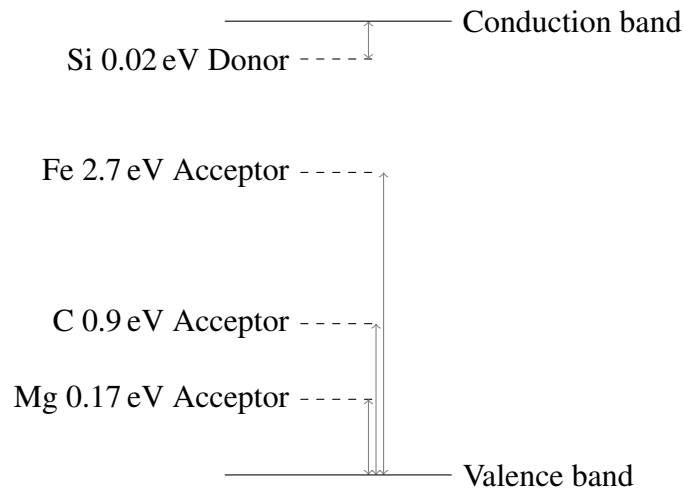 Conduction band
Si 0.02 eV Donor
Fe 2.7 eV Acceptor
C 0.9 eV Acceptor
Mg 0.17 eV Acceptor
Valence band